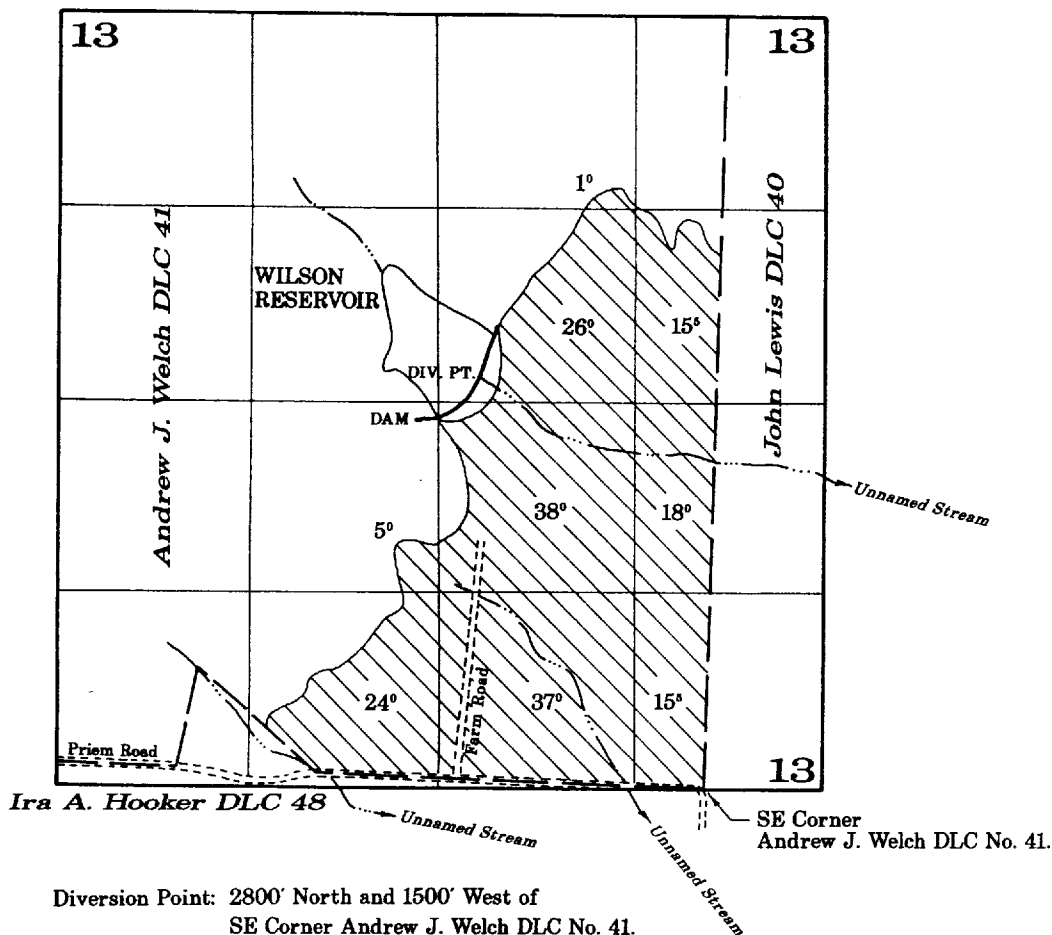 13
13
1⁰
Andrew J. Welch DLC 41
John Lewis DLC 40
WILSON
RESERVOIR
26⁰
15⁵
DIV. PT.
DAM
Unnamed Stream
38⁰
18⁰
5⁰
24⁰
Farm Road
37⁰
15⁵
Priem Road
13
Ira A. Hooker DLC 48
Unnamed Stream
Unnamed Stream
SE Corner
Andrew J. Welch DLC No. 41.
Diversion Point: 2800' North and 1500' West of
SE Corner Andrew J. Welch DLC No. 41.